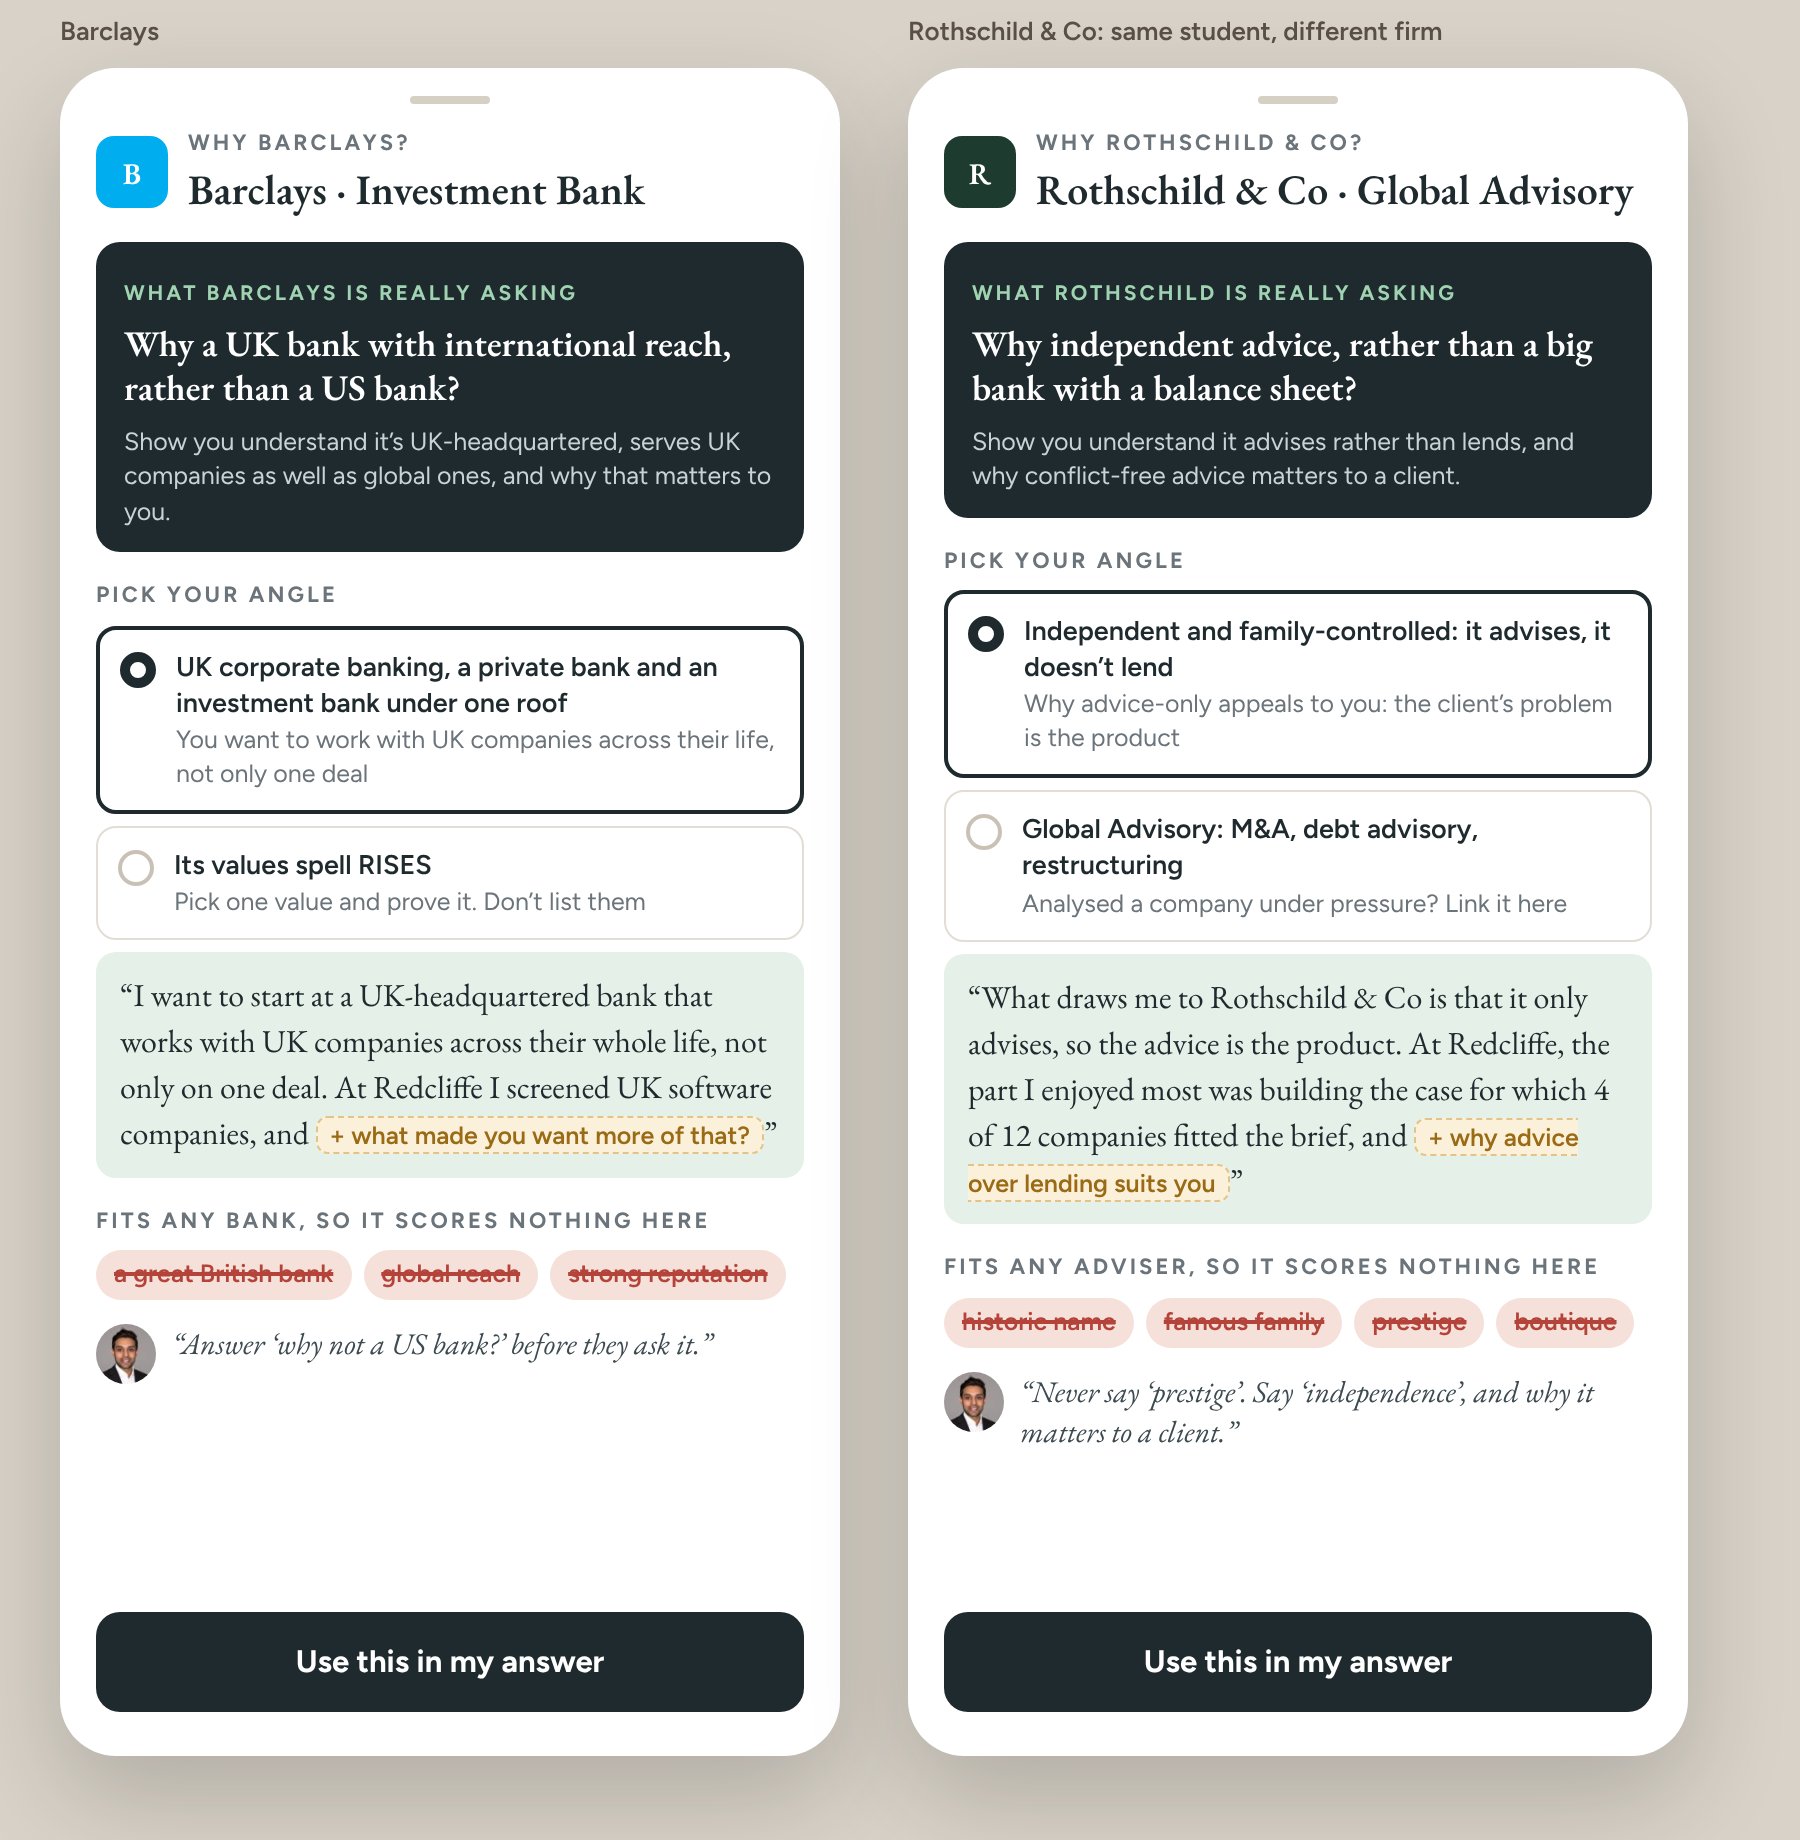 Barclays
B
WHY BARCLAYS?
Barclays · Investment Bank
WHAT BARCLAYS IS REALLY ASKING
Why a UK bank with international reach,
rather than a US bank?
Show you understand it’s UK-headquartered, serves UK
companies as well as global ones, and why that matters to
you.
PICK YOUR ANGLE
UK corporate banking, a private bank and an
investment bank under one roof
You want to work with UK companies across their life,
not only one deal
Its values spell RISES
Pick one value and prove it. Don’t list them
“I want to start at a UK-headquartered bank that
works with UK companies across their whole life, not
only on one deal. At Redcliffe I screened UK software
companies, and + what made you want more of that? ”
FITS ANY BANK, SO IT SCORES NOTHING HERE
a great British bank global reach strong reputation
“Answer ‘why not a US bank?’ before they ask it.”
Use this in my answer
Rothschild & Co: same student, different firm
R
WHY ROTHSCHILD & CO?
Rothschild & Co · Global Advisory
WHAT ROTHSCHILD IS REALLY ASKING
Why independent advice, rather than a big
bank with a balance sheet?
Show you understand it advises rather than lends, and
why conflict-free advice matters to a client.
PICK YOUR ANGLE
Independent and family-controlled: it advises, it
doesn’t lend
Why advice-only appeals to you: the client’s problem
is the product
Global Advisory: M&A, debt advisory,
restructuring
Analysed a company under pressure? Link it here
“What draws me to Rothschild & Co is that it only
advises, so the advice is the product. At Redcliffe, the
part I enjoyed most was building the case for which 4
of 12 companies fitted the brief, and + why advice
over lending suits you ”
FITS ANY ADVISER, SO IT SCORES NOTHING HERE
historic name famous family prestige boutique
“Never say ‘prestige’. Say ‘independence’, and why it
matters to a client.”
Use this in my answer